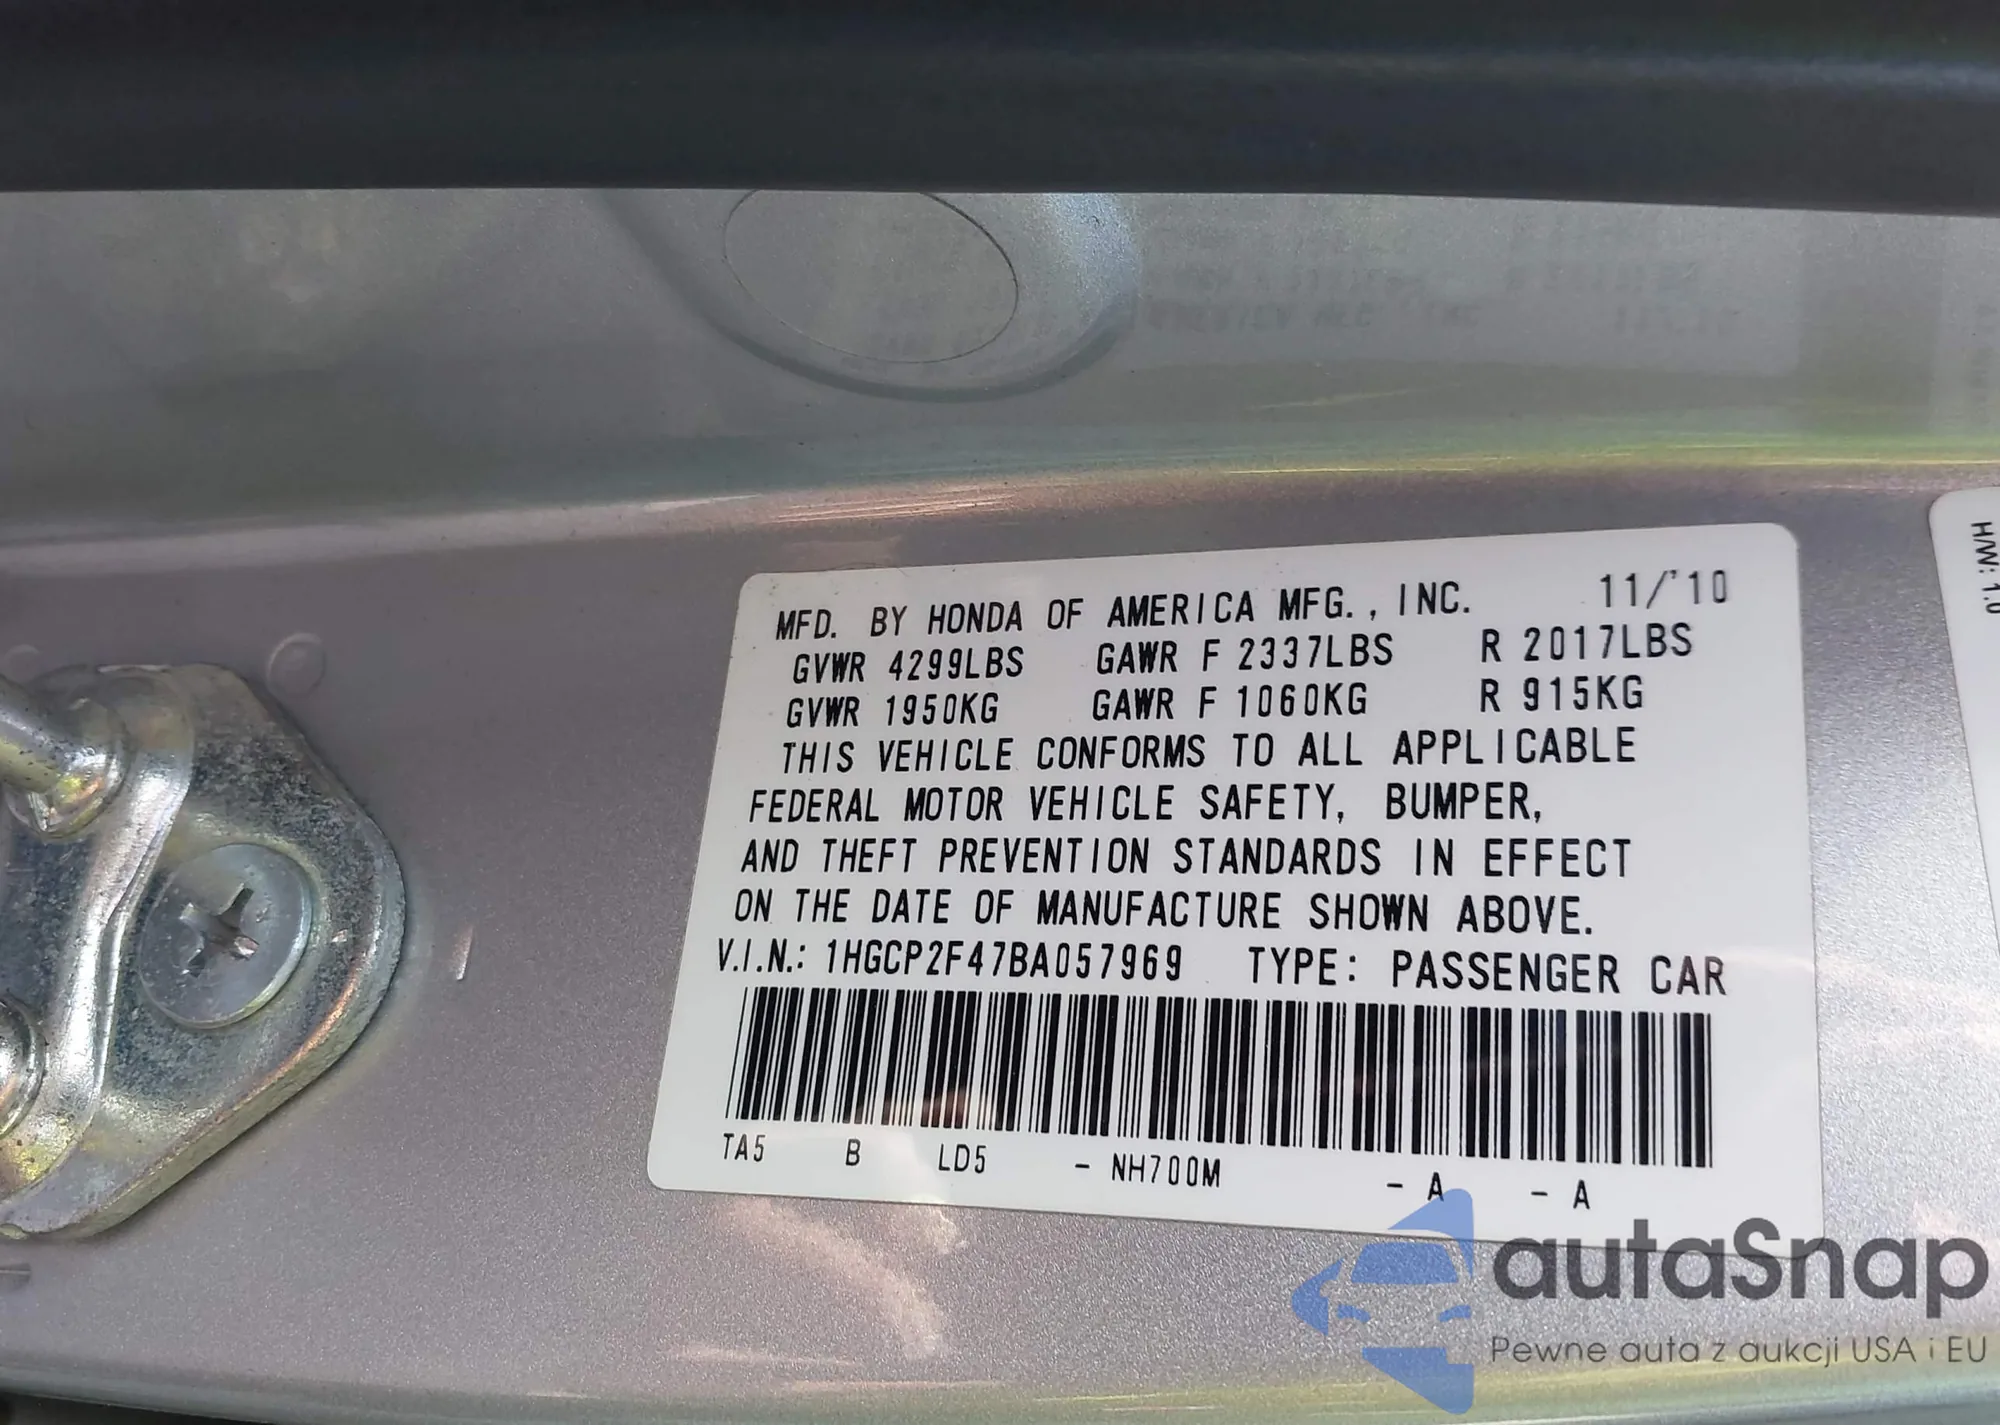 MFD. BY HONDA OF AMERICA MFG., INC. 11/'10
GVWR 4299LBS GAWR F 2337LBS R 2017LBS
GVWR 1950KG GAWR F 1060KG R 915KG
THIS VEHICLE CONFORMS TO ALL APPLICABLE
FEDERAL MOTOR VEHICLE SAFETY, BUMPER,
AND THEFT PREVENTION STANDARDS IN EFFECT
ON THE DATE OF MANUFACTURE SHOWN ABOVE.
V.I.N.: 1HGCP2F47BA057969 TYPE: PASSENGER CAR
TA5 B LD5 - NH700M - A - A
H/W: 1.0
autaSnap
Pewne auta z aukcji USA i EU